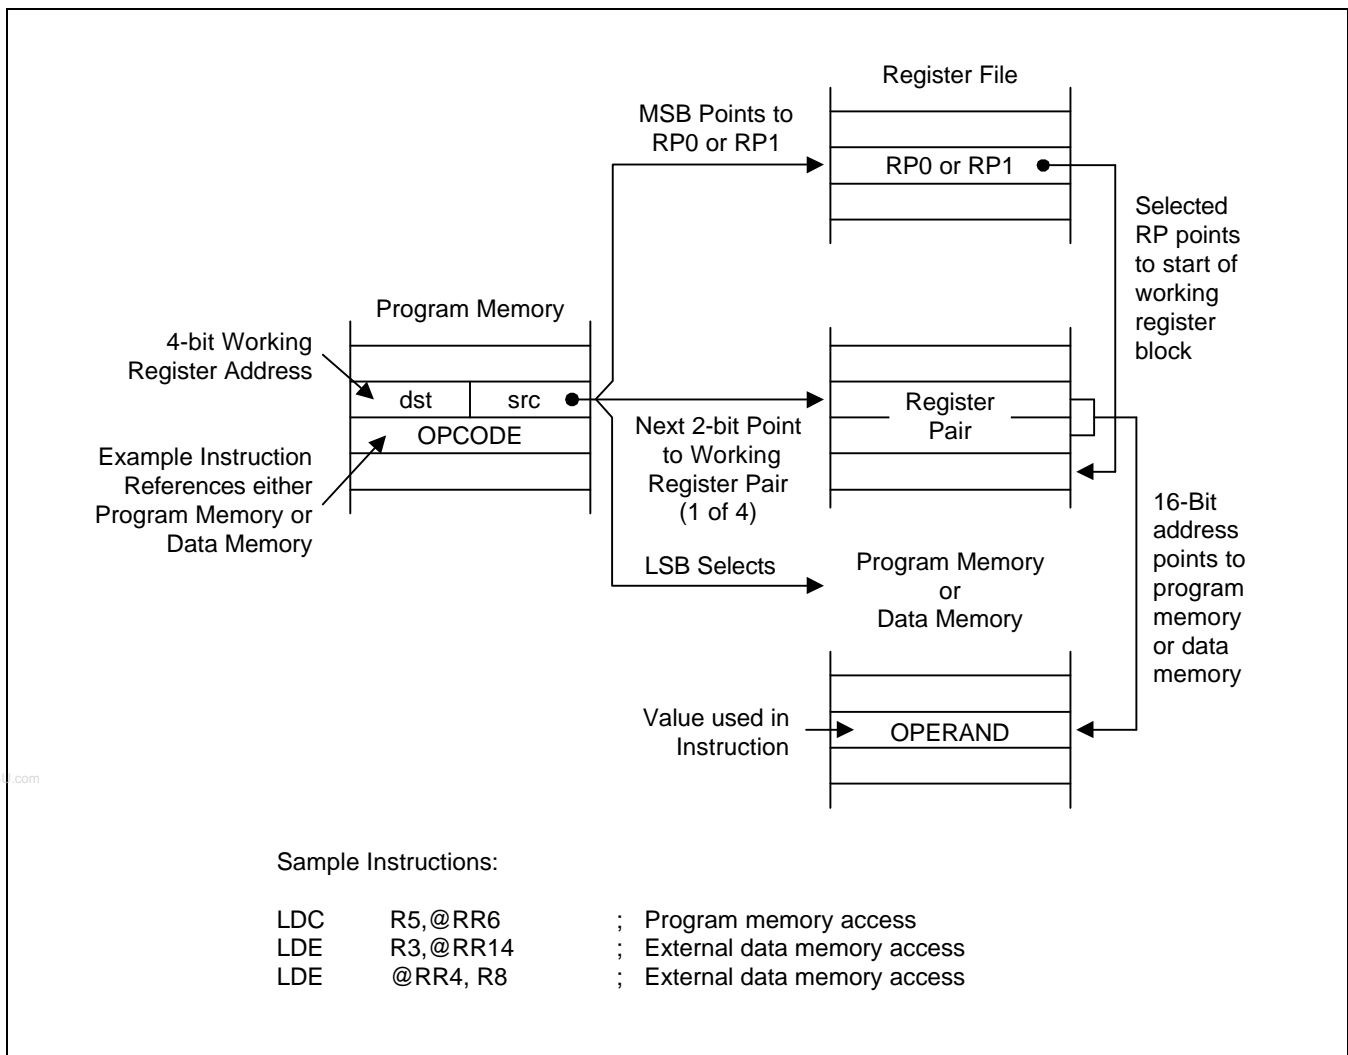 Register File
MSB Points to
RP0 or RP1
RP0 or RP1
Selected
RP points
to start of
working
register
block
Program Memory
4-bit Working
Register Address
dst
src
OPCODE
Example Instruction
References either
Program Memory or
Data Memory
Next 2-bit Point
to Working
Register Pair
(1 of 4)
Register
Pair
LSB Selects
Program Memory
or
Data Memory
16-Bit
address
points to
program
memory
or data
memory
Value used in
Instruction
OPERAND
Sample Instructions:
LDC R5,@RR6 ; Program memory access
LDE R3,@RR14 ; External data memory access
LDE @RR4, R8 ; External data memory access